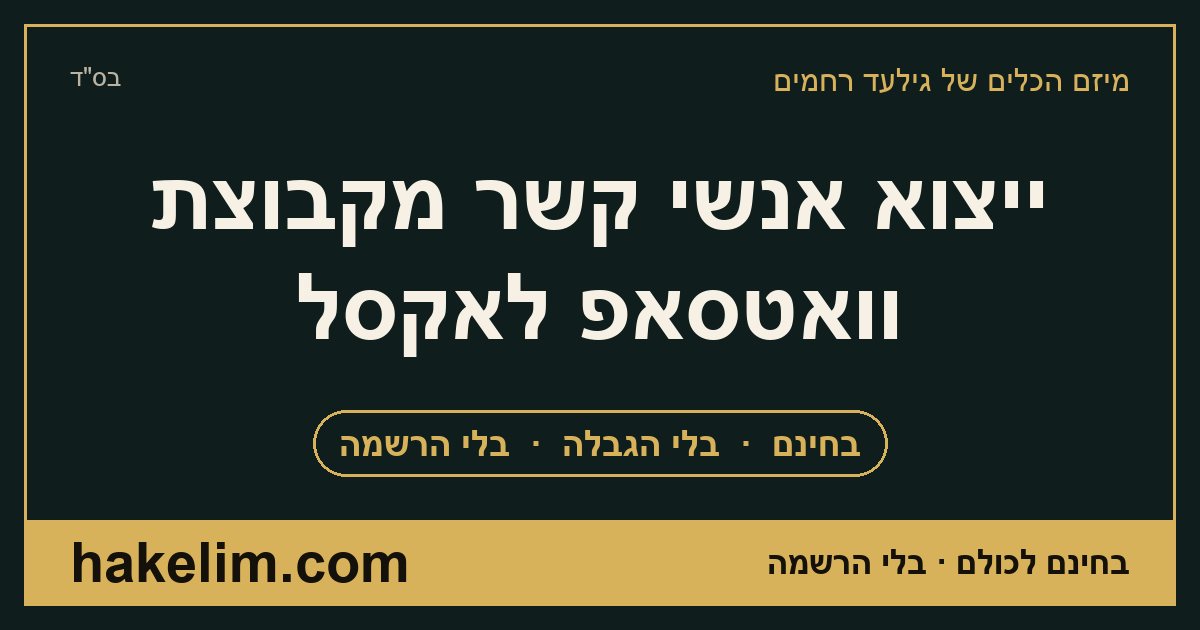 בס"ד
מיזם הכלים של גילעד רחמים
ייצוא אנשי קשר מקבוצת
וואטסאפ לאקסל
בחינם · בלי הגבלה · בלי הרשמה
בחינם לכולם · בלי הרשמה
hakelim.com